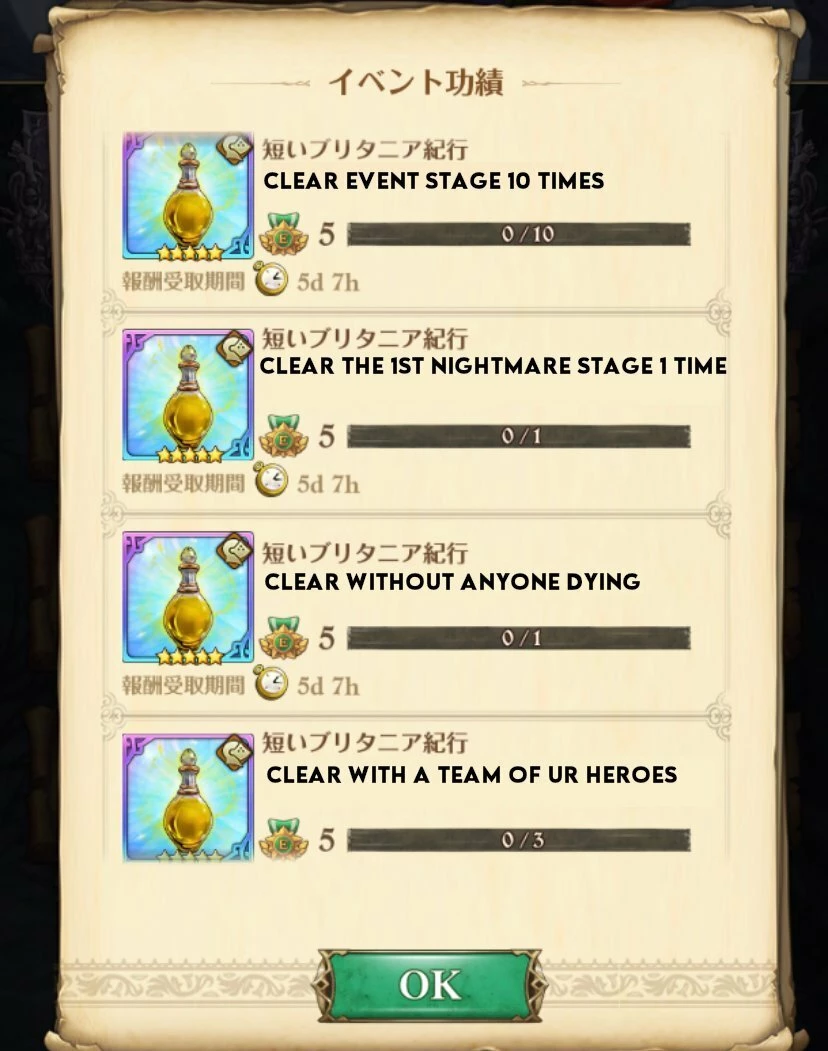 イベント功績
短いブリタニア紀行
CLEAR EVENT STAGE 10 TIMES
E 5 0/10
報酬受取期間 5d 7h
短いブリタニア紀行
CLEAR THE 1ST NIGHTMARE STAGE 1 TIME
E 5 0/1
報酬受取期間 5d 7h
短いブリタニア紀行
CLEAR WITHOUT ANYONE DYING
E 5 0/1
報酬受取期間 5d 7h
短いブリタニア紀行
CLEAR WITH A TEAM OF UR HEROES
E 5 0/3
OK